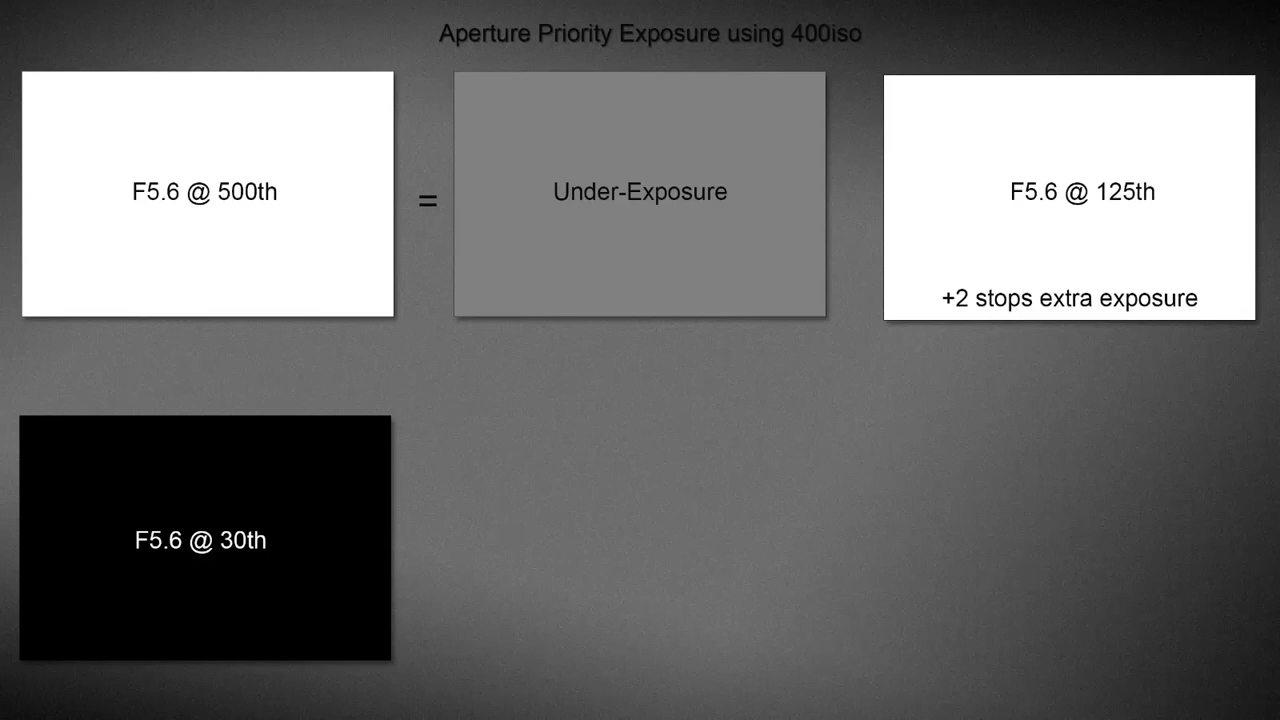 Aperture Priority Exposure using 400iso
F5.6 @ 500th
=
Under-Exposure
F5.6 @ 125th
+2 stops extra exposure
F5.6 @ 30th